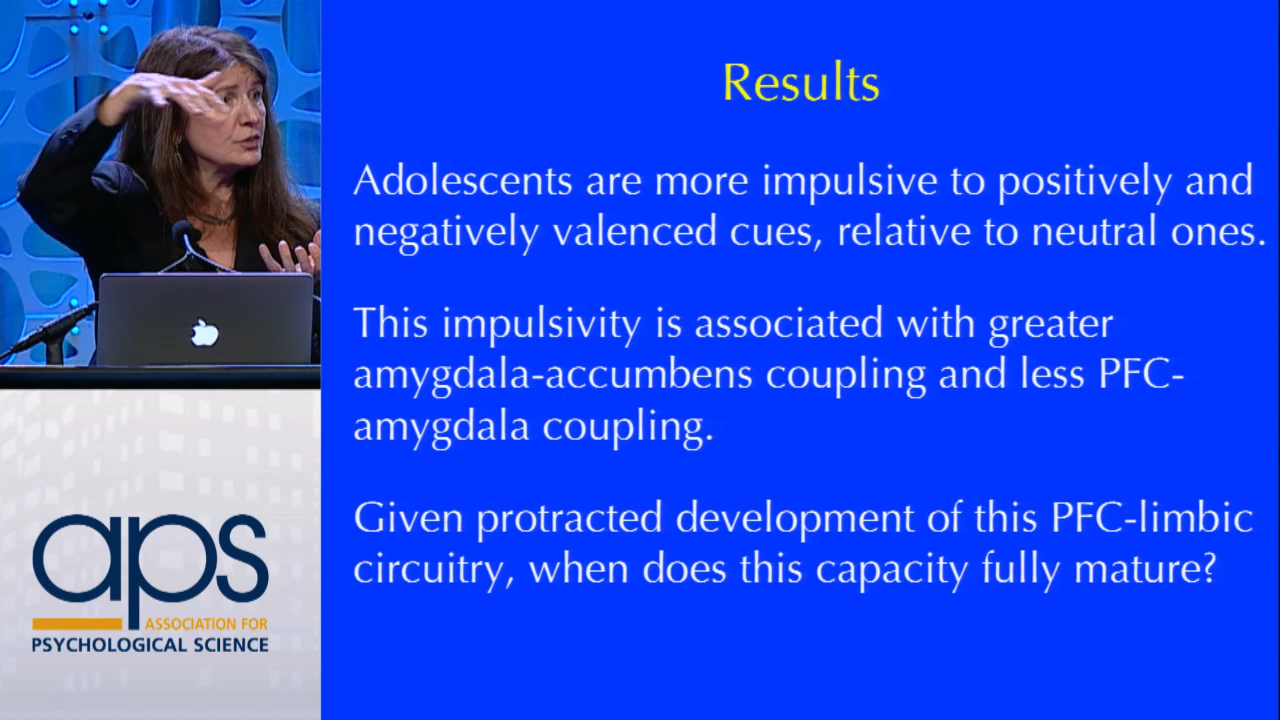 Results
Adolescents are more impulsive to positively and
negatively valenced cues, relative to neutral ones.
This impulsivity is associated with greater
amygdala-accumbens coupling and less PFC-
amygdala coupling.
Given protracted development of this PFC-limbic
circuitry, when does this capacity fully mature?
aps
ASSOCIATION FOR
PSYCHOLOGICAL SCIENCE